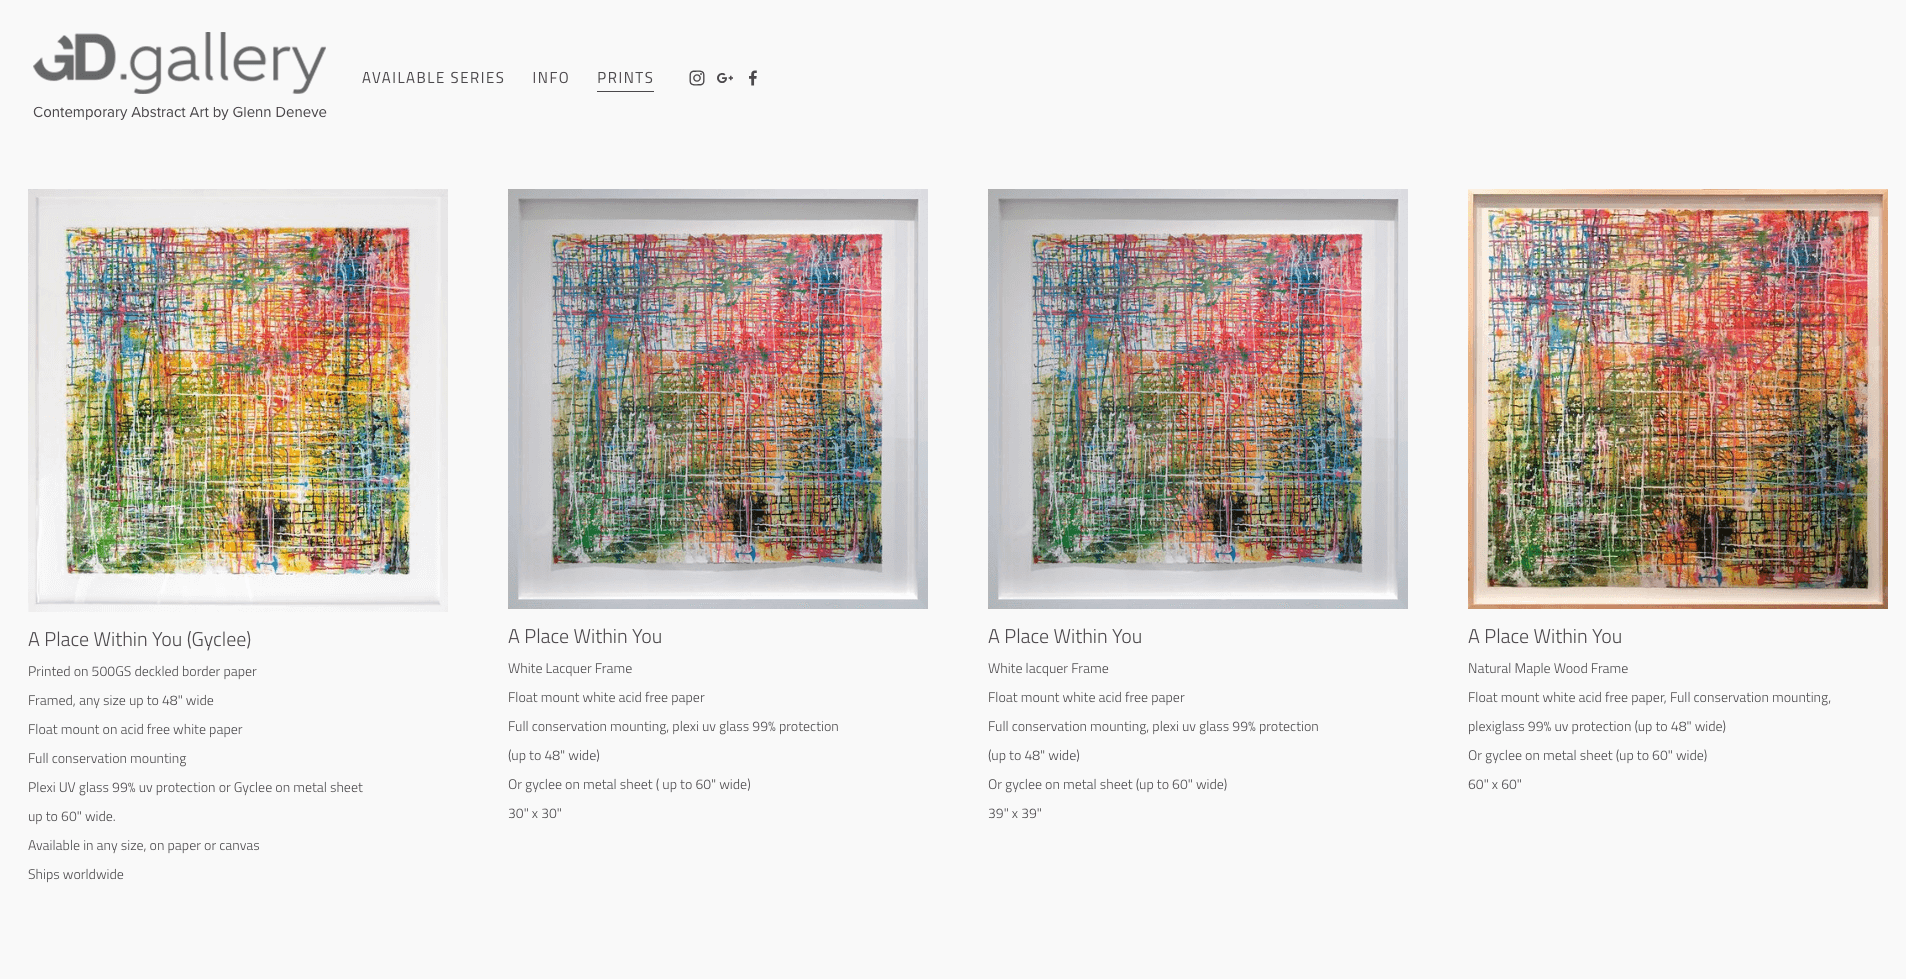 GD.gallery
Contemporary Abstract Art by Glenn Deneve
AVAILABLE SERIES
INFO
PRINTS
G+
f
A Place Within You (Gyclee)
Printed on 500GS deckled border paper
Framed, any size up to 48" wide
Float mount on acid free white paper
Full conservation mounting
Plexi UV glass 99% uv protection or Gyclee on metal sheet
up to 60" wide.
Available in any size, on paper or canvas
Ships worldwide
A Place Within You
White Lacquer Frame
Float mount white acid free paper
Full conservation mounting, plexi uv glass 99% protection
(up to 48" wide)
Or gyclee on metal sheet ( up to 60" wide)
30" x 30"
A Place Within You
White lacquer Frame
Float mount white acid free paper
Full conservation mounting, plexi uv glass 99% protection
(up to 48" wide)
Or gyclee on metal sheet (up to 60" wide)
39" x 39"
A Place Within You
Natural Maple Wood Frame
Float mount white acid free paper, Full conservation mounting,
plexiglass 99% uv protection (up to 48" wide)
Or gyclee on metal sheet (up to 60" wide)
60" x 60"